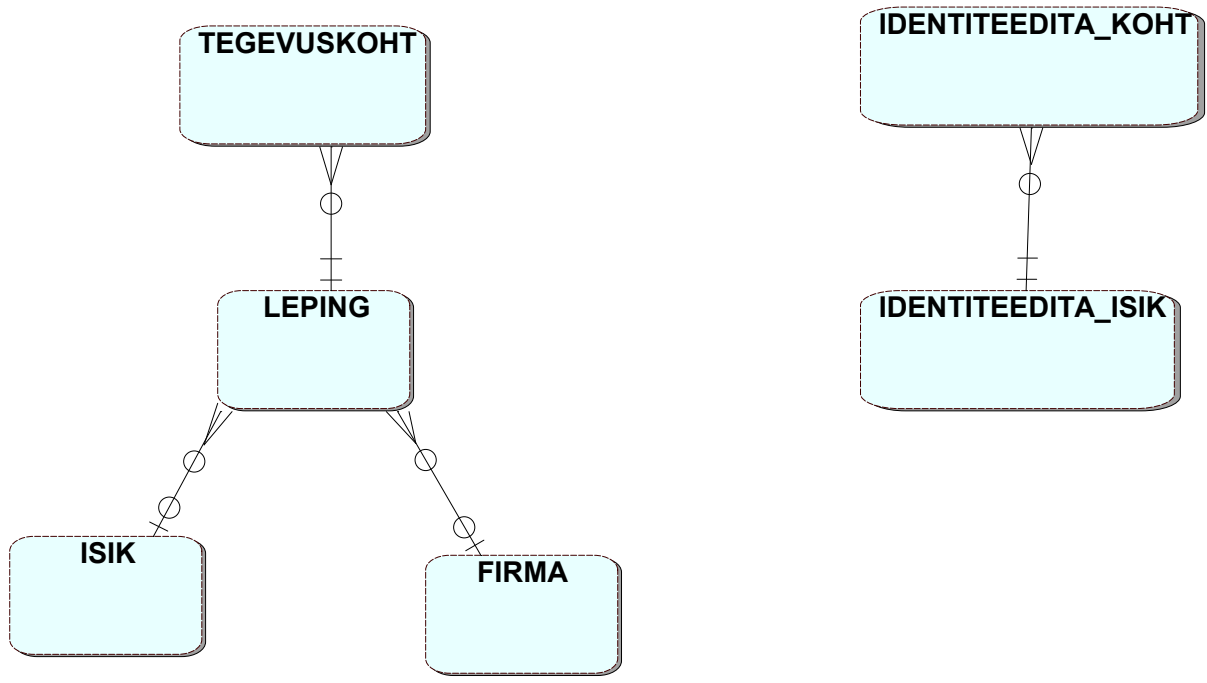 TEGEVUSKOHT
IDENTITEEDITA_KOHT
LEPING
IDENTITEEDITA_ISIK
ISIK
FIRMA